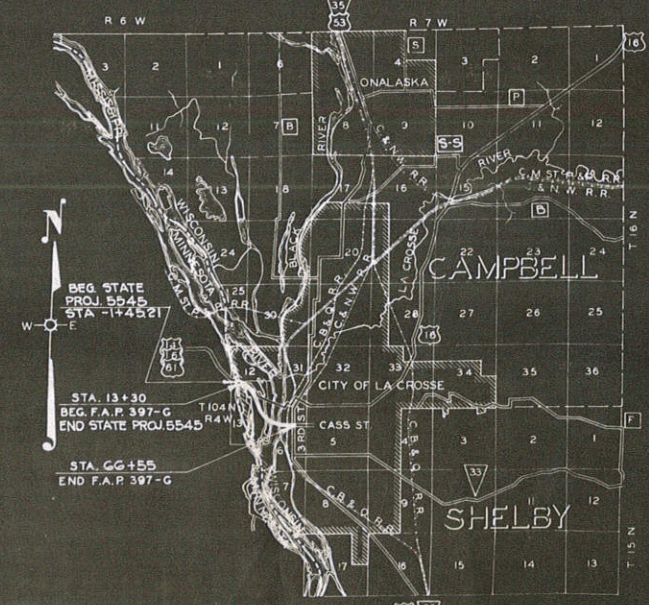 R 6 W
35
53
R 7 W
16
3 2 1 6 S 4 3 2 1
ONALASKA
P
11 12 7 B 8 9 10 11 12
RIVER
C. & N.W. R.R.
S-S
RIVER
14 13 18 17 16 15
C. M. ST. P. & P. R.R.
C. & N.W. R.R.
B
WISCONSIN
MINNESOTA
BLACK
LA CROSSE
T 16 N
N
24 20 22 23 24
CAMPBELL
BEG. STATE
PROJ. 5545
STA -1+45.21
W E
25 30 28 27 26 25
C. B. & Q. R.R.
C. & N.W. R.R.
16
14
16
61
12 31 32 33 34 35 36
CITY OF LA CROSSE
STA. 13+30
BEG. F.A.P. 397-G
END STATE PROJ. 5545
T 104 N
R 4 W
13
3RD ST
CASS ST.
5 4 3 2 1
F
STA. 66+55
END F.A.P. 397-G
C. B. & Q. R.R.
33
7 8 9 11 12
C. B. & Q. R.R.
SHELBY
T 15 N
17 16 15 14 13